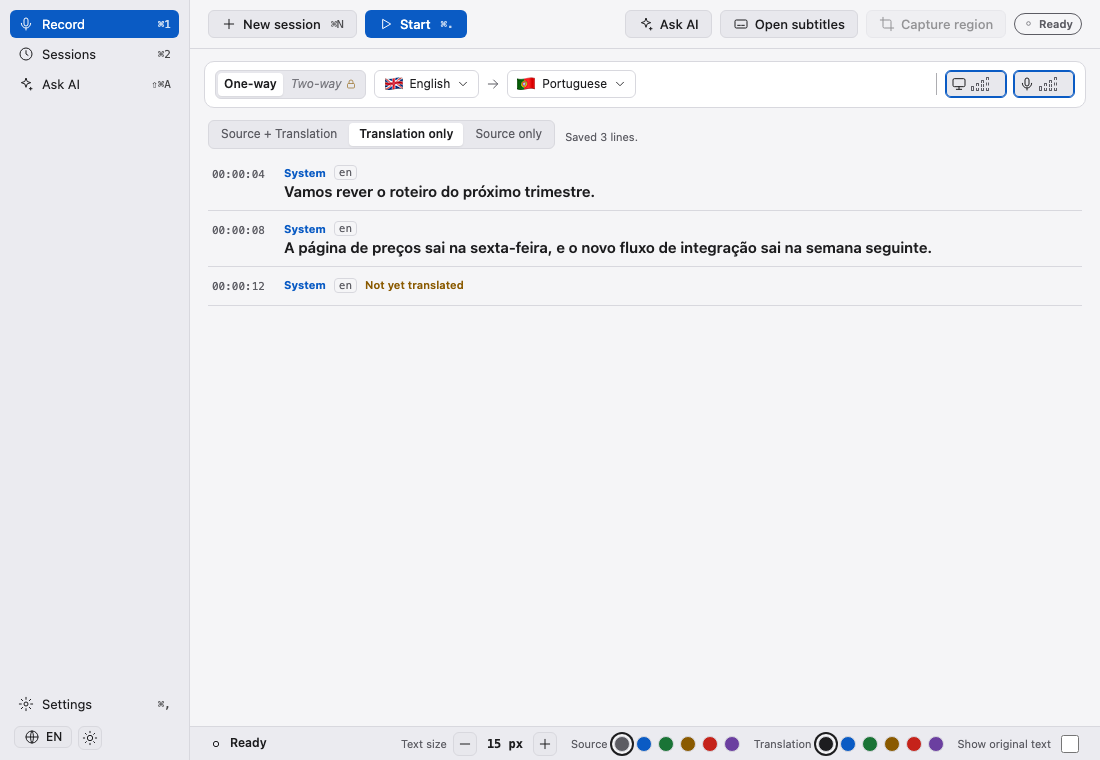 Record ⌘1
Sessions ⌘2
Ask AI ⇧⌘A
New session ⌘N
Start ⌘.
Ask AI
Open subtitles
Capture region
Ready
One-way
Two-way
English
Portuguese
Source + Translation
Translation only
Source only
Saved 3 lines.
00:00:04 System en
Vamos rever o roteiro do próximo trimestre.
00:00:08 System en
A página de preços sai na sexta-feira, e o novo fluxo de integração sai na semana seguinte.
00:00:12 System en Not yet translated
Settings ⌘,
EN
Ready
Text size 15 px
Source
Translation
Show original text